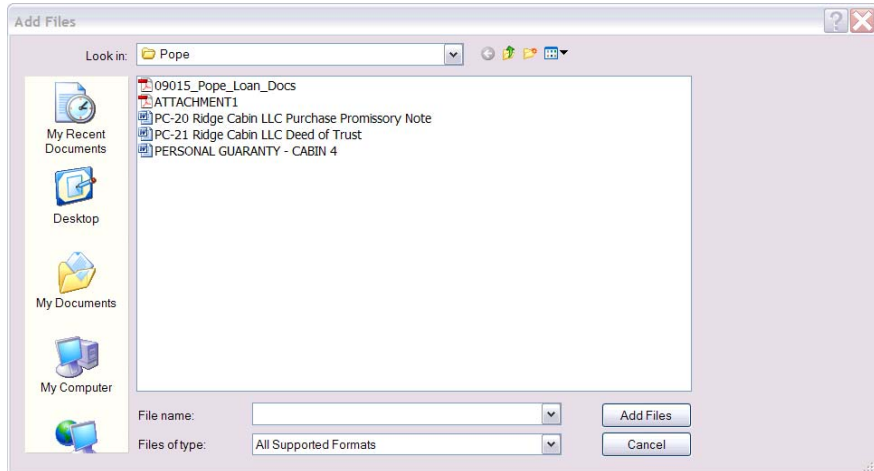 Add Files
Look in: Pope
My Recent
Documents
Desktop
My Documents
My Computer
09015_Pope_Loan_Docs
ATTACHMENT1
PC-20 Ridge Cabin LLC Purchase Promissory Note
PC-21 Ridge Cabin LLC Deed of Trust
PERSONAL GUARANTY - CABIN 4
File name: Add Files
Files of type: All Supported Formats Cancel